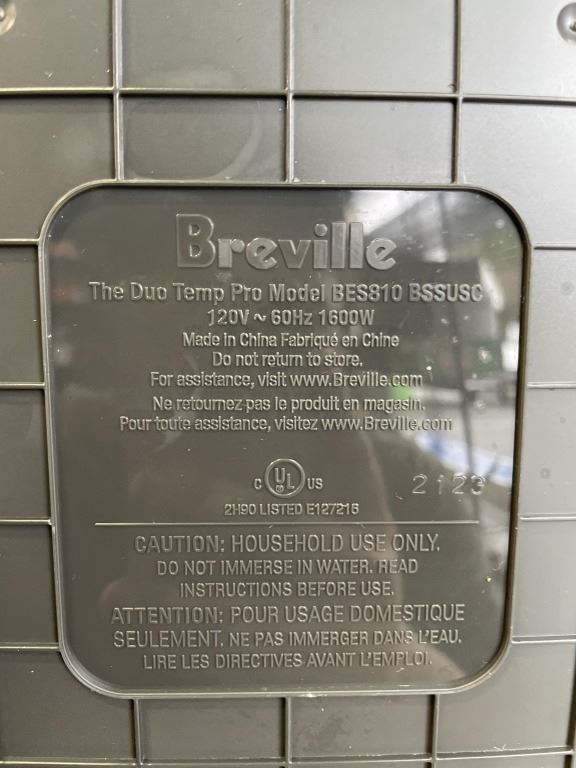 Breville
The Duo Temp Pro Model BES810 BSSUSC
120V ~ 60Hz 1600W
Made in China Fabriqué en Chine
Do not return to store.
For assistance, visit www.Breville.com
Ne retournez pas le produit en magasin.
Pour toute assistance, visitez www.Breville.com
C UL US
2123
2H90 LISTED E127216
CAUTION: HOUSEHOLD USE ONLY.
DO NOT IMMERSE IN WATER. READ
INSTRUCTIONS BEFORE USE.
ATTENTION: POUR USAGE DOMESTIQUE
SEULEMENT. NE PAS IMMERGER DANS L'EAU.
LIRE LES DIRECTIVES AVANT L'EMPLOI.